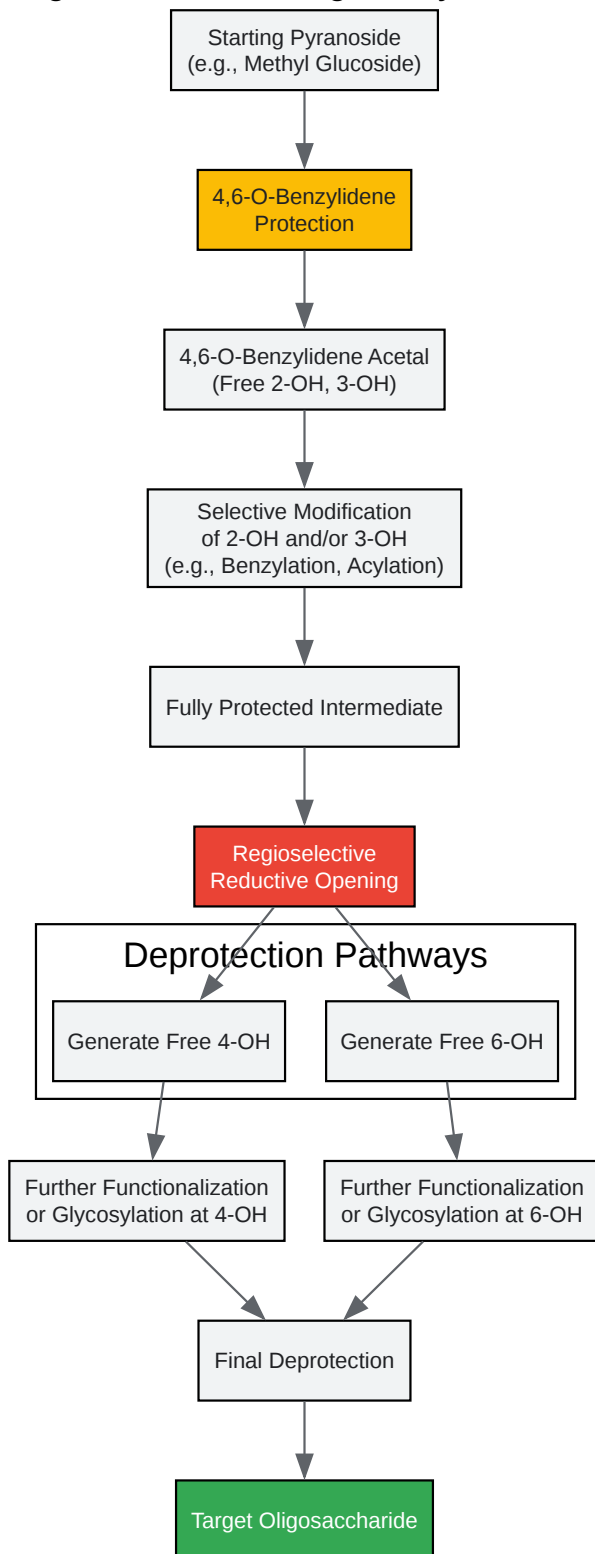 Starting Pyranoside
(e.g., Methyl Glucoside)
4,6-O-Benzylidene
Protection
4,6-O-Benzylidene Acetal
(Free 2-OH, 3-OH)
Selective Modification
of 2-OH and/or 3-OH
(e.g., Benzylation, Acylation)
Fully Protected Intermediate
Regioselective
Reductive Opening
Deprotection Pathways
Generate Free 4-OH
Generate Free 6-OH
Further Functionalization
or Glycosylation at 4-OH
Further Functionalization
or Glycosylation at 6-OH
Final Deprotection
Target Oligosaccharide